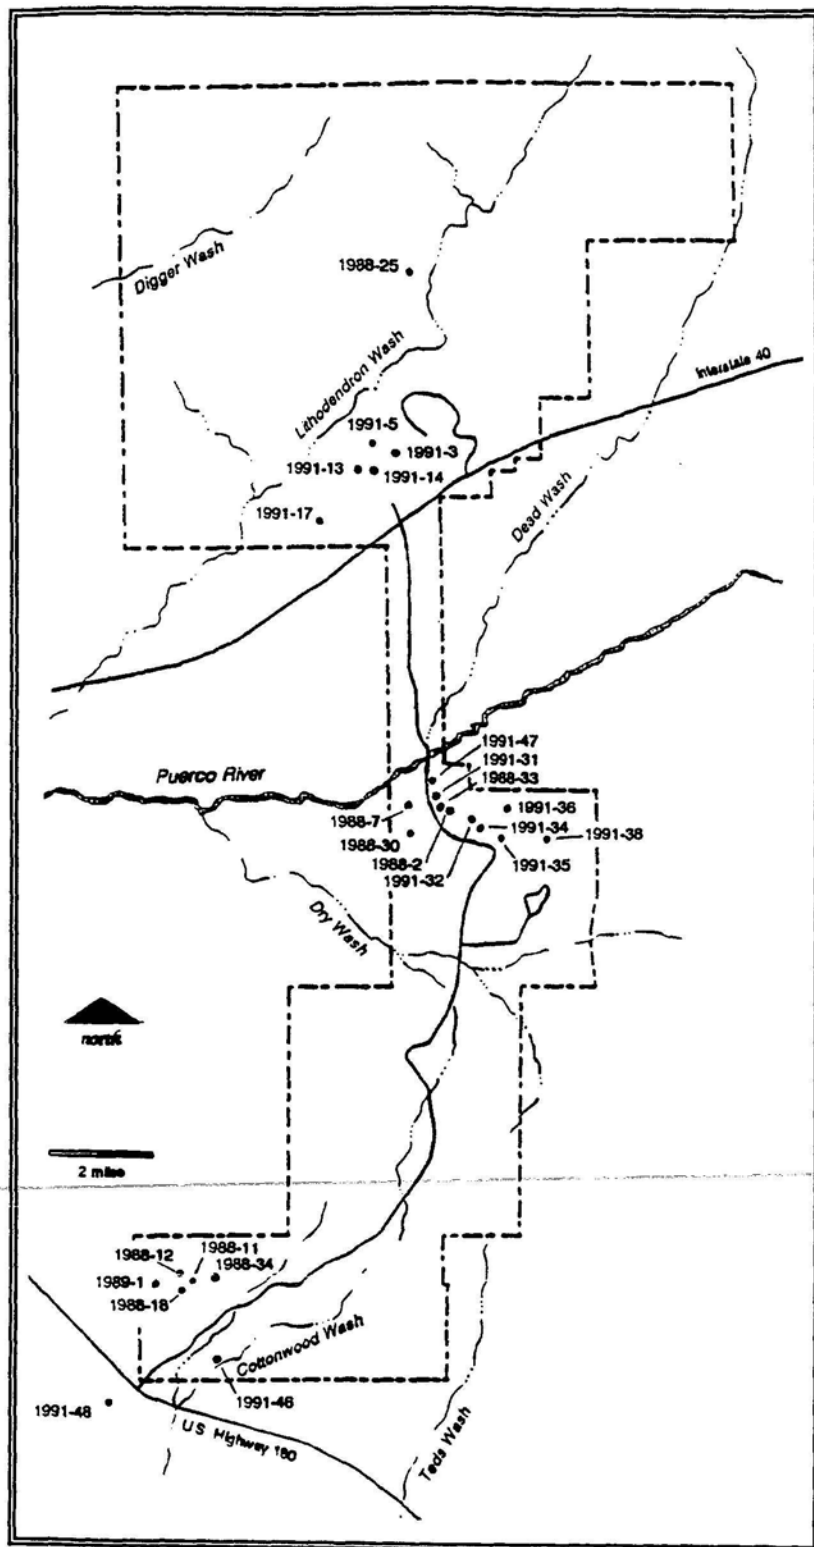 Digger Wash
1988-25
Lithodendron Wash
Interstate 40
1991-5
1991-3
1991-13
1991-14
Dead Wash
1991-17
1991-47
1991-31
1988-33
Puerco River
1991-36
1988-7
1991-34
1991-38
1988-30
1988-2
1991-35
1991-32
Dry Wash
north
2 miles
1988-12
1988-11
1988-34
1989-1
1988-18
Cottonwood Wash
1991-46
1991-48
U.S. Highway 180
Teds Wash